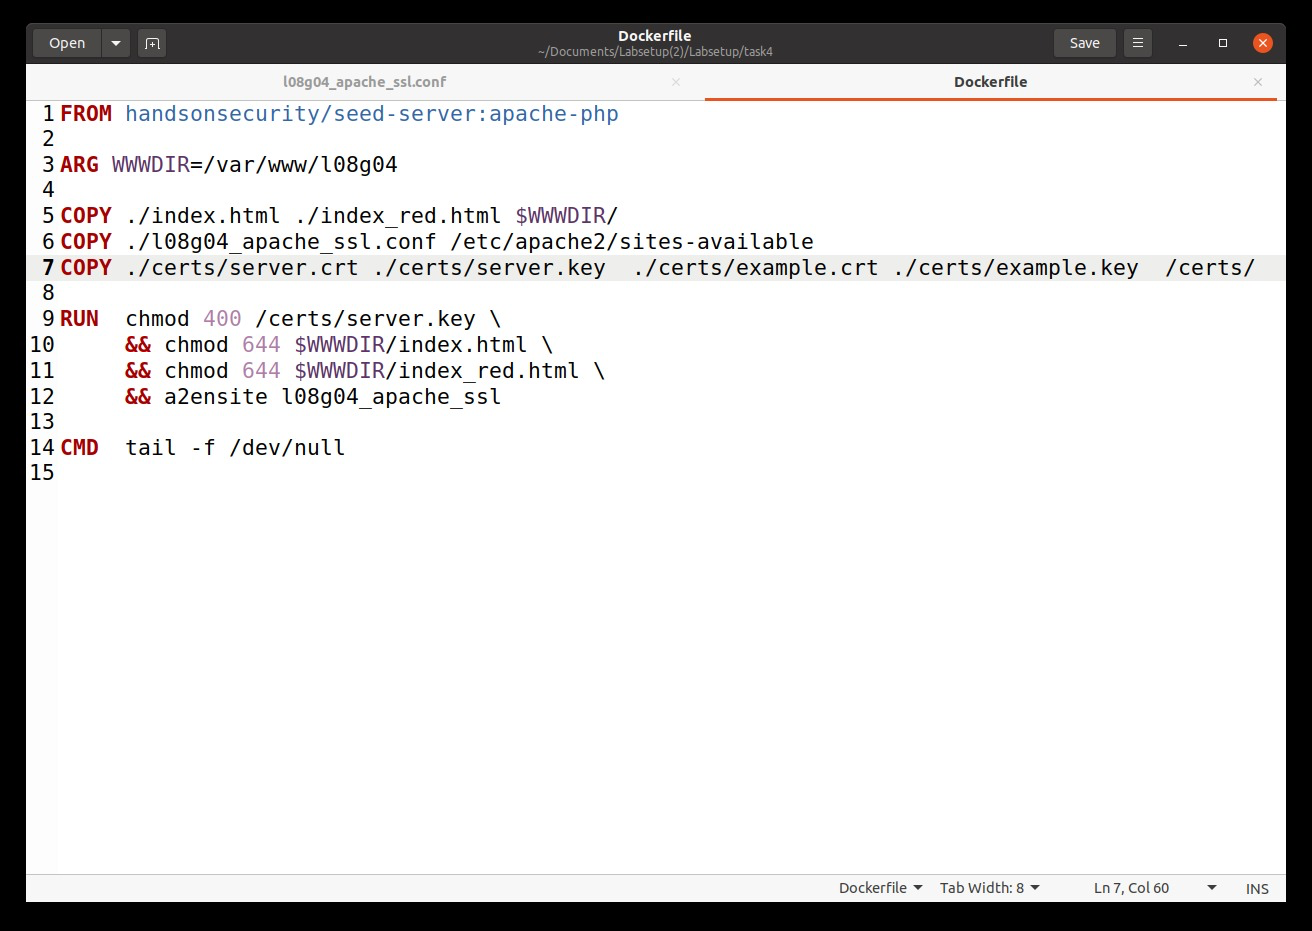 Open
Dockerfile
~/Documents/Labsetup(2)/Labsetup/task4
Save
l08g04_apache_ssl.conf
Dockerfile
1 FROM handsonsecurity/seed-server:apache-php
2
3 ARG WWWDIR=/var/www/l08g04
4
5 COPY ./index.html ./index_red.html $WWWDIR/
6 COPY ./l08g04_apache_ssl.conf /etc/apache2/sites-available
7 COPY ./certs/server.crt ./certs/server.key  ./certs/example.crt ./certs/example.key  /certs/
8
9 RUN  chmod 400 /certs/server.key \
10      && chmod 644 $WWWDIR/index.html \
11      && chmod 644 $WWWDIR/index_red.html \
12      && a2ensite l08g04_apache_ssl
13
14 CMD  tail -f /dev/null
15
Dockerfile Tab Width: 8 Ln 7, Col 60 INS